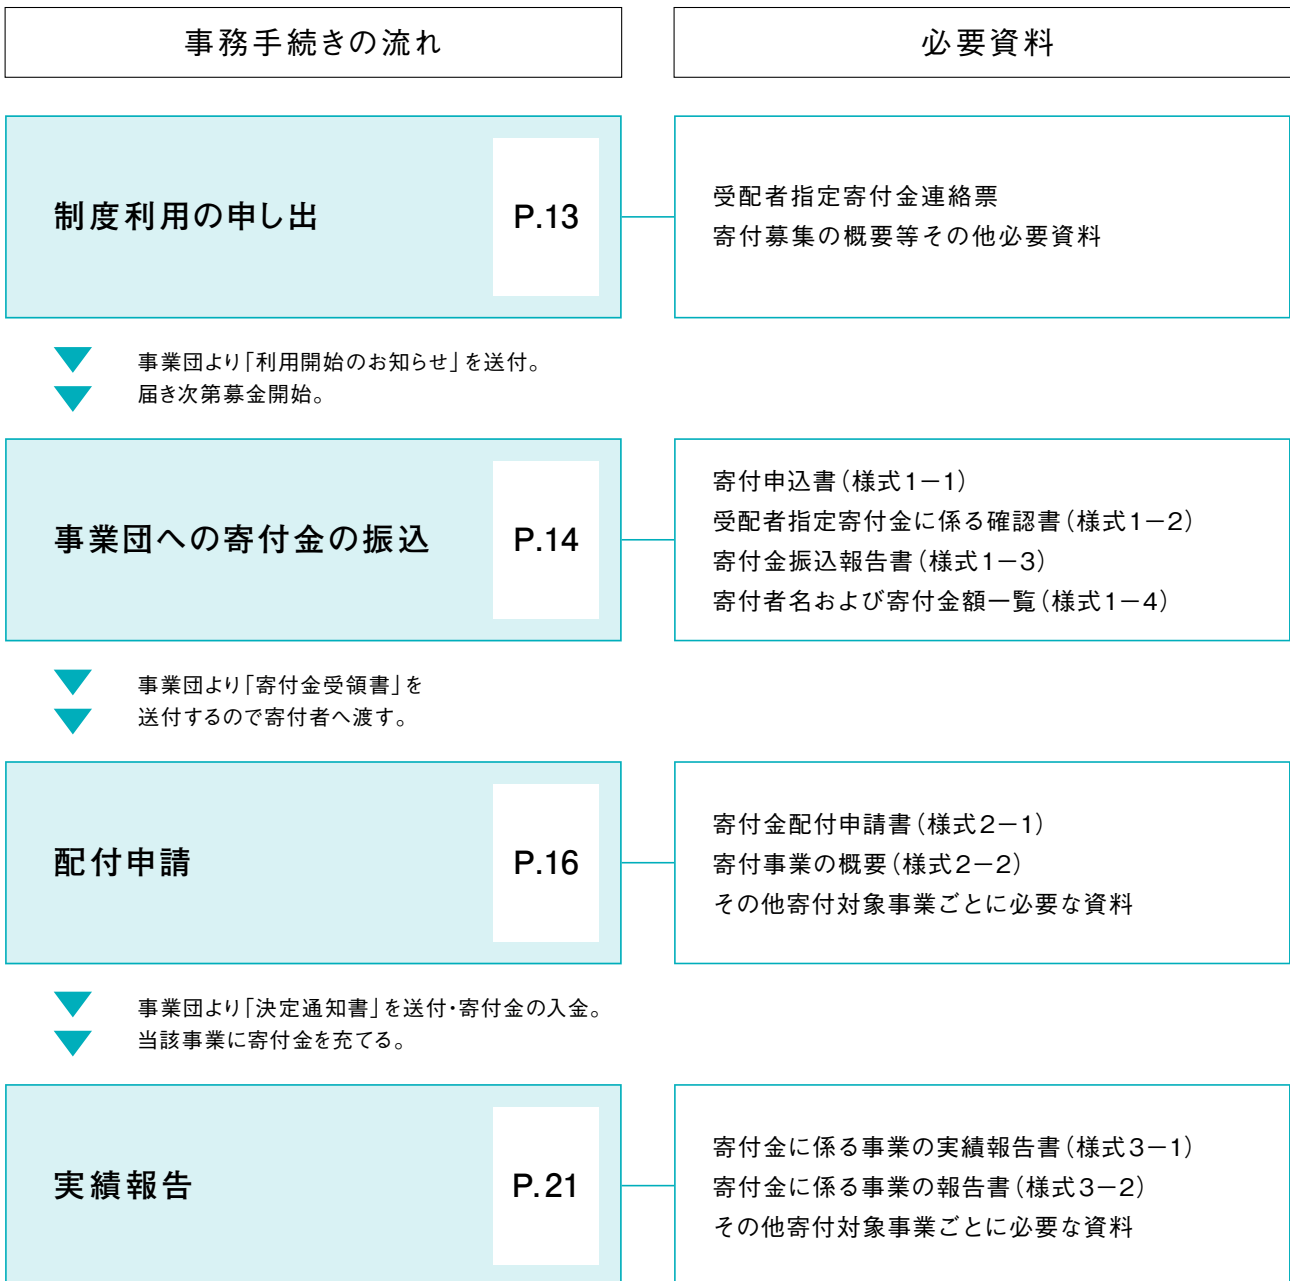 事務手続きの流れ
必要資料
制度利用の申し出
P.13
受配者指定寄付金連絡票
寄付募集の概要等その他必要資料
事業団より「利用開始のお知らせ」を送付。
届き次第募金開始。
事業団への寄付金の振込
P.14
寄付申込書(様式1−1)
受配者指定寄付金に係る確認書(様式1−2)
寄付金振込報告書(様式1−3)
寄付者名および寄付金額一覧(様式1−4)
事業団より「寄付金受領書」を
送付するので寄付者へ渡す。
配付申請
P.16
寄付金配付申請書(様式2−1)
寄付事業の概要(様式2−2)
その他寄付対象事業ごとに必要な資料
事業団より「決定通知書」を送付・寄付金の入金。
当該事業に寄付金を充てる。
実績報告
P.21
寄付金に係る事業の実績報告書(様式3−1)
寄付金に係る事業の報告書(様式3−2)
その他寄付対象事業ごとに必要な資料